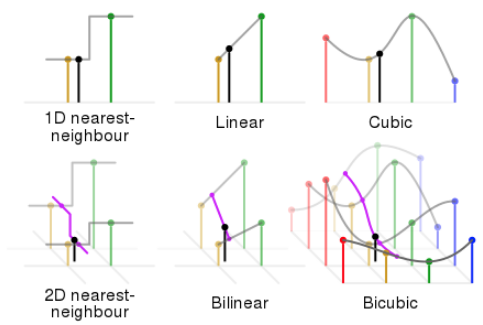 1D nearest-
neighbour
Linear
Cubic
2D nearest-
neighbour
Bilinear
Bicubic